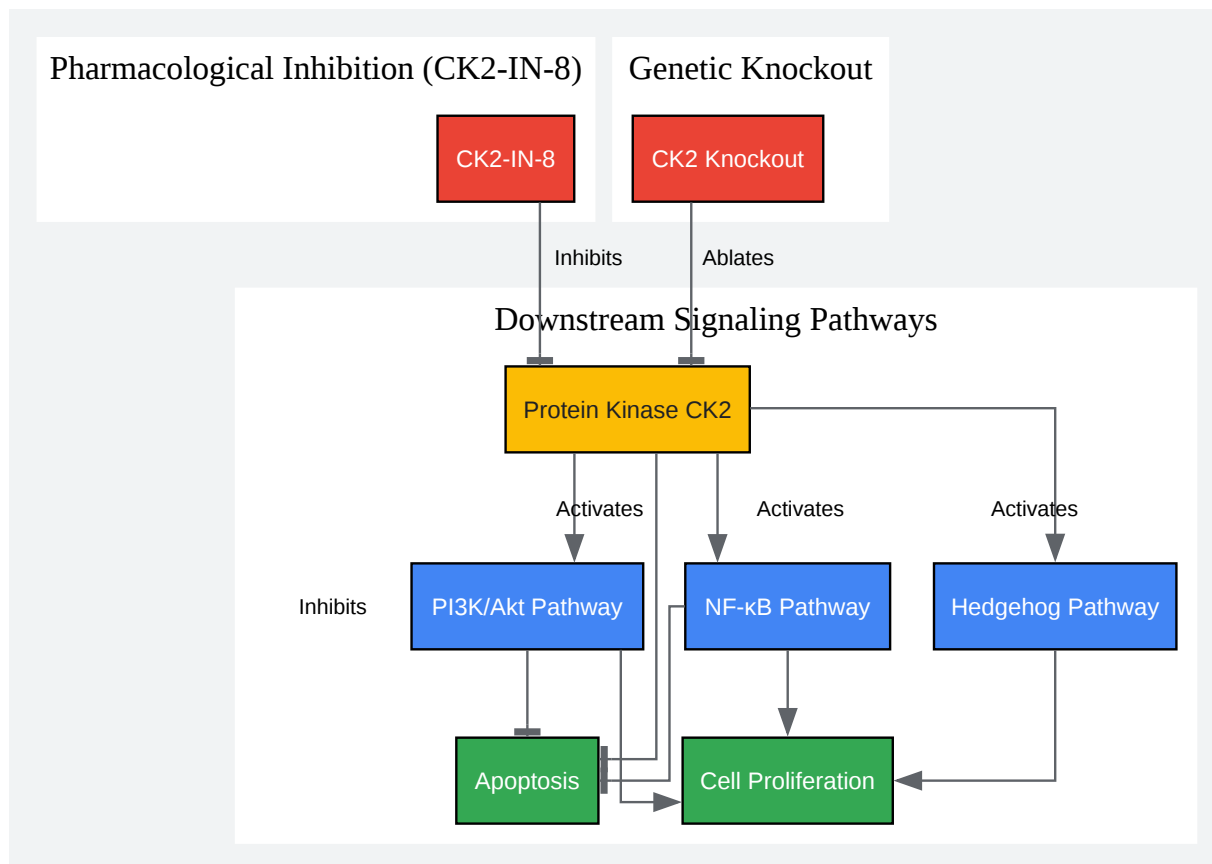 Pharmacological Inhibition (CK2-IN-8)
Genetic Knockout
CK2-IN-8
CK2 Knockout
Inhibits
Ablates
Downstream Signaling Pathways
Protein Kinase CK2
Activates
Activates
Activates
Inhibits
PI3K/Akt Pathway
NF-κB Pathway
Hedgehog Pathway
Apoptosis
Cell Proliferation